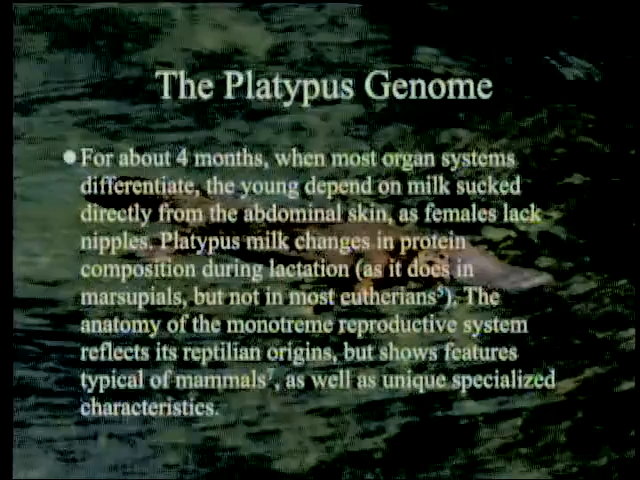 The Platypus Genome
● For about 4 months, when most organ systems
differentiate, the young depend on milk sucked
directly from the abdominal skin, as females lack
nipples. Platypus milk changes in protein
composition during lactation (as it does in
marsupials, but not in most eutherians⁵). The
anatomy of the monotreme reproductive system
reflects its reptilian origins, but shows features
typical of mammals⁷, as well as unique specialized
characteristics.